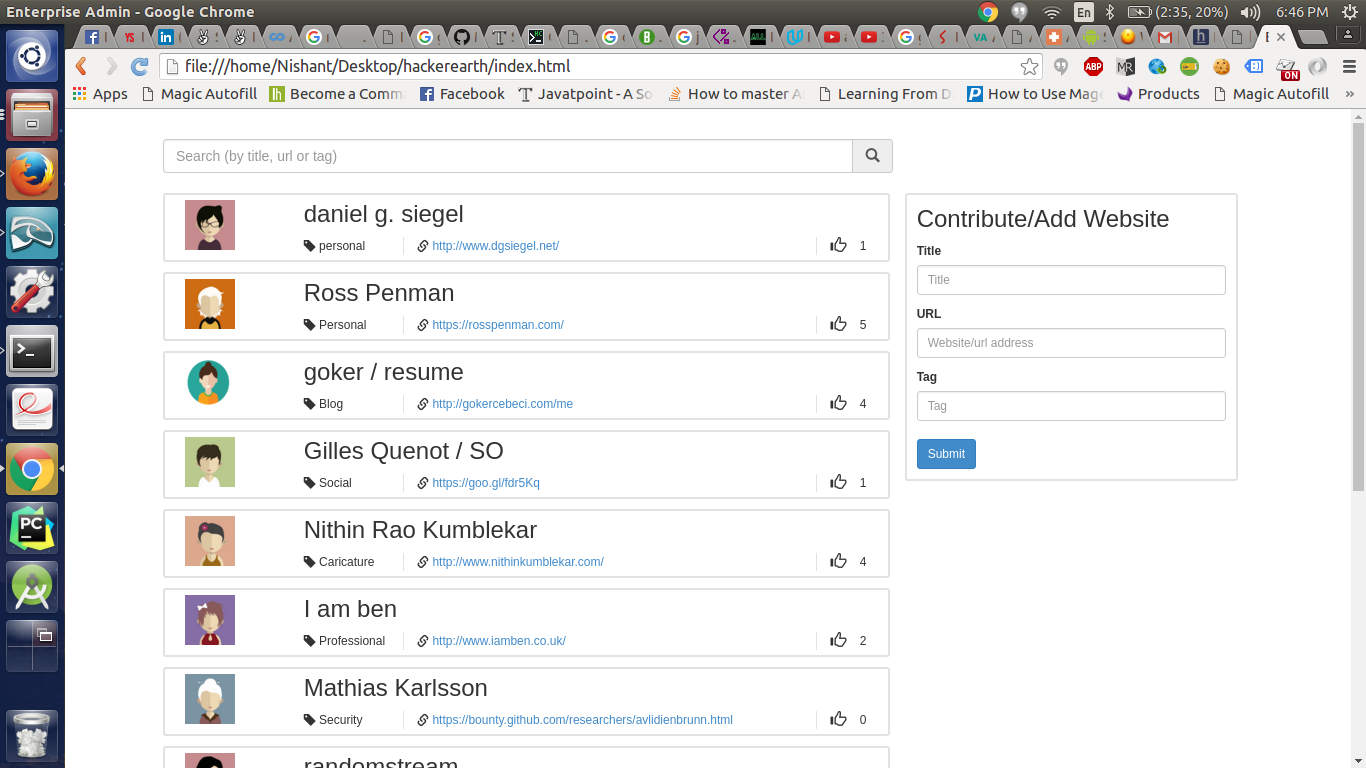 Enterprise Admin - Google Chrome
En
(2:35, 20%)
6:46 PM
file:///home/Nishant/Desktop/hackerearth/index.html
ABP
ON
Apps
Magic Autofill
Become a Comm
Facebook
Javatpoint - A So
How to master A
Learning From D
How to Use Mag
Products
Magic Autofill
»
Search (by title, url or tag)
daniel g. siegel
personal
http://www.dgsiegel.net/
1
Ross Penman
Personal
https://rosspenman.com/
5
goker / resume
Blog
http://gokercebeci.com/me
4
Gilles Quenot / SO
Social
https://goo.gl/fdr5Kq
1
Nithin Rao Kumblekar
Caricature
http://www.nithinkumblekar.com/
4
I am ben
Professional
http://www.iamben.co.uk/
2
Mathias Karlsson
Security
https://bounty.github.com/researchers/avlidienbrunn.html
0
randomstream
Contribute/Add Website
Title
Title
URL
Website/url address
Tag
Tag
Submit